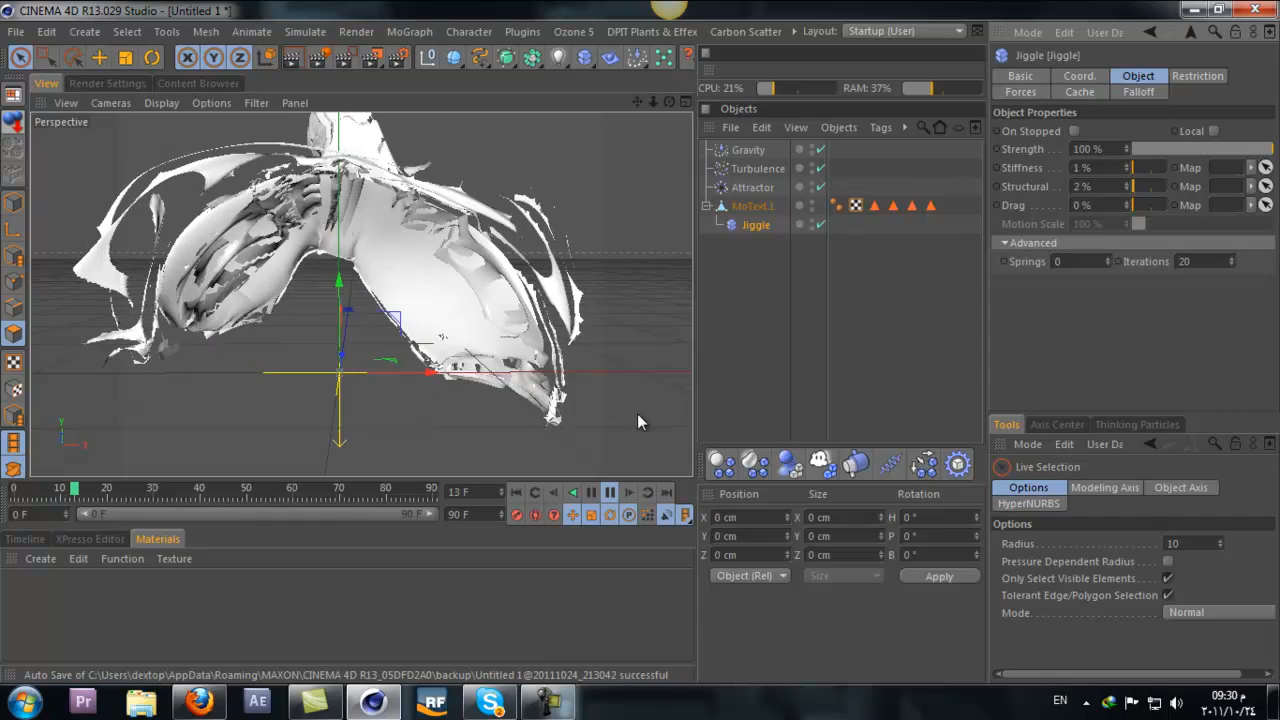 CINEMA 4D R13.029 Studio - [Untitled 1 *]
File Edit Create Select Tools Mesh Animate Simulate Render MoGraph Character Plugins Ozone 5 DPIT Plants & Effex Carbon Scatter Layout: Startup (User)
X Y Z
View Render Settings Content Browser
View Cameras Display Options Filter Panel
Perspective
Y
X
0 10 20 30 40 50 60 70 80 90 13 F
0 F 0 F 90 F 90 F
Timeline XPresso Editor Materials
Create Edit Function Texture
CPU: 21% RAM: 37%
Objects
File Edit View Objects Tags
Gravity
Turbulence
Attractor
MoText.1
Jiggle
Position Size Rotation
X 0 cm X 0 cm H 0 °
Y 0 cm Y 0 cm P 0 °
Z 0 cm Z 0 cm B 0 °
Object (Rel) Size Apply
Mode Edit User Da
Jiggle [Jiggle]
Basic Coord. Object Restriction
Forces Cache Falloff
Object Properties
On Stopped Local
Strength 100 %
Stiffness 1 % Map
Structural 2 % Map
Drag 0 % Map
Motion Scale 100 %
Advanced
Springs 0 Iterations 20
Tools Axis Center Thinking Particles
Mode Edit User Da
Live Selection
Options Modeling Axis Object Axis
HyperNURBS
Options
Radius 10
Pressure Dependent Radius
Only Select Visible Elements
Tolerant Edge/Polygon Selection
Mode Normal
Auto Save of C:\Users\dextop\AppData\Roaming\MAXON\CINEMA 4D R13_05DFD2A0\backup\Untitled 1@20111024_213042 successful
Pr Ae RF S EN 09:30 م
٢٠١١/١٠/٢٤